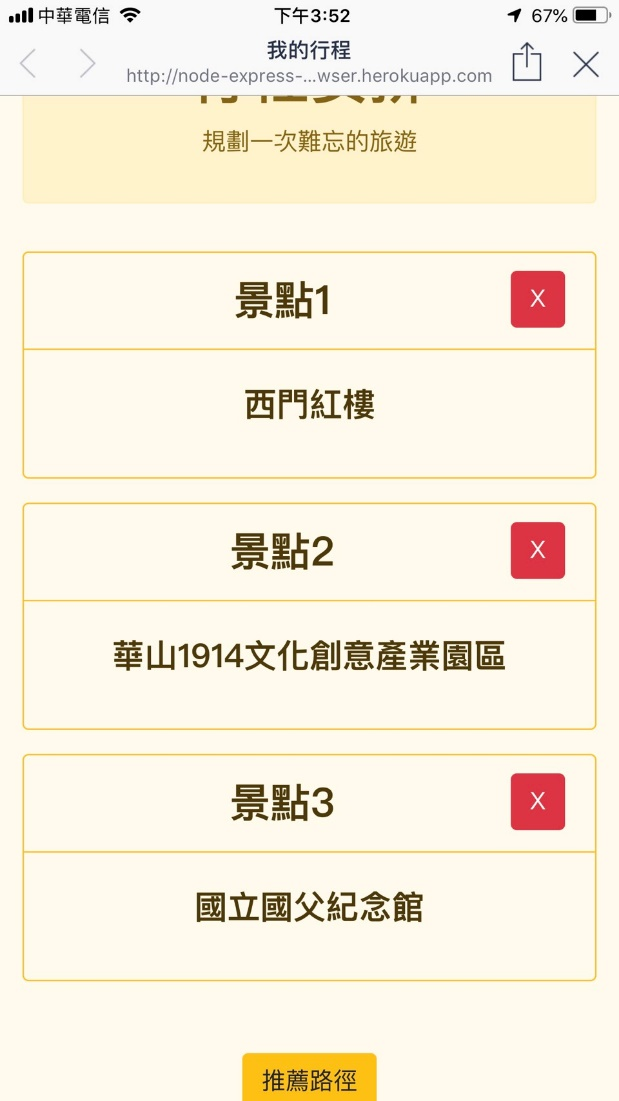 中華電信 下午3:52 67%
我的行程
http://node-express-...wser.herokuapp.com
規劃一次難忘的旅遊
景點1 X
西門紅樓
景點2 X
華山1914文化創意產業園區
景點3 X
國立國父紀念館
推薦路徑